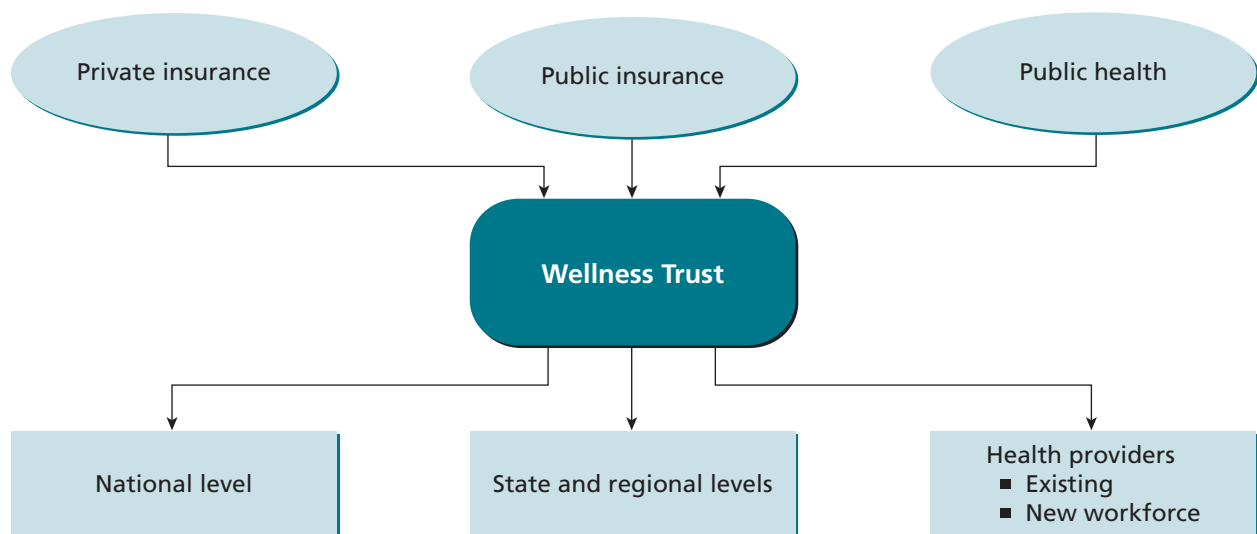 Private insurance
Public insurance
Public health
Wellness Trust
National level
State and regional levels
Health providers
■ Existing
■ New workforce